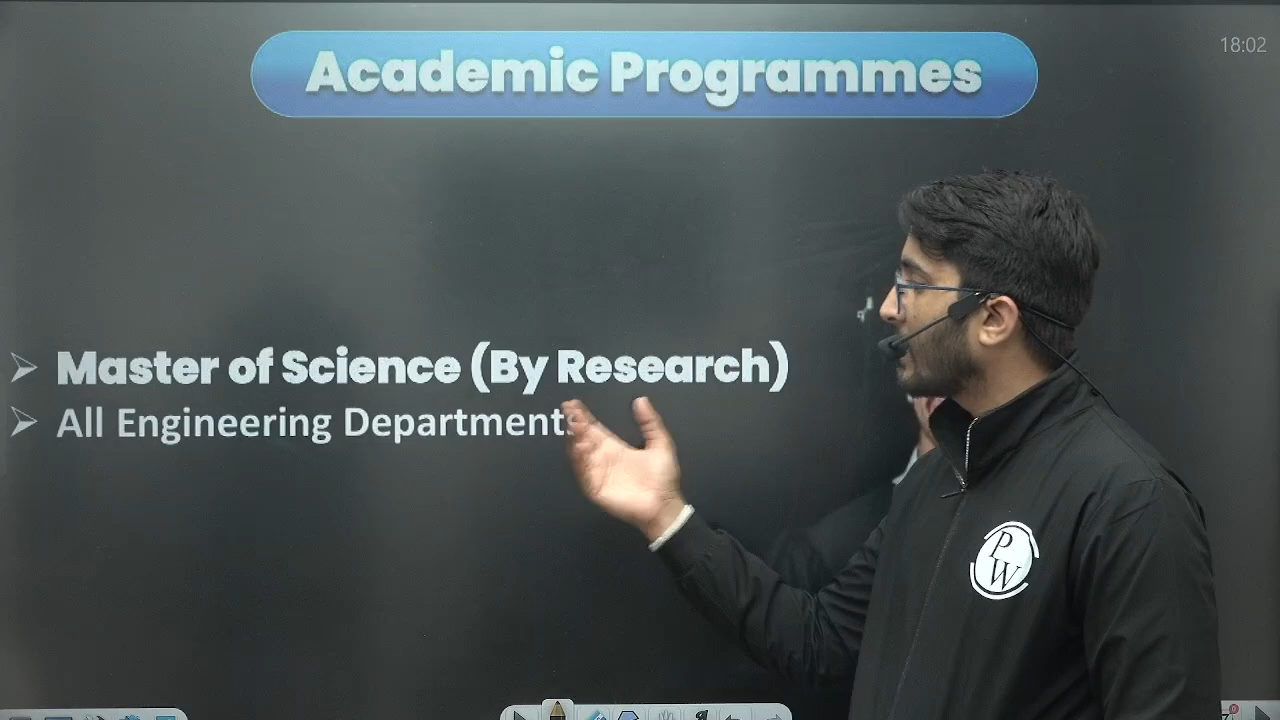 Academic Programmes
18:02
Master of Science (By Research)
All Engineering Departments
PW